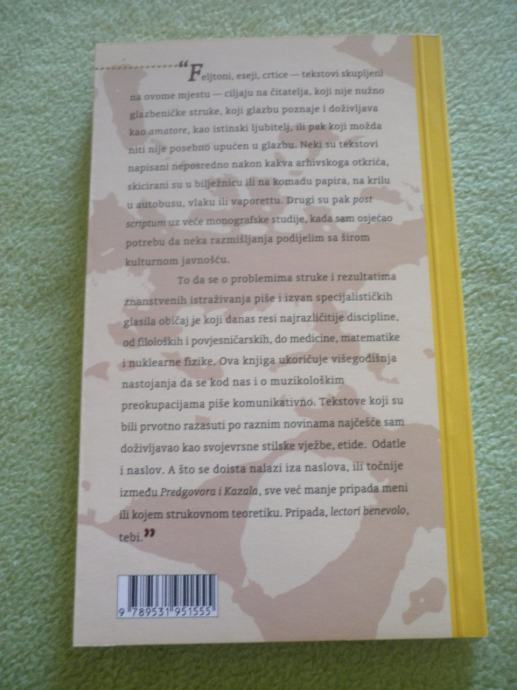 “Feljtoni, eseji, crtice — tekstovi skupljeni
na ovome mjestu — ciljaju na čitatelja, koji nije nužno
glazbeničke struke, koji glazbu poznaje i doživljava
kao amatore, kao istinski ljubitelj, ili pak koji možda
niti nije posebno upućen u glazbu. Neki su tekstovi
napisani neposredno nakon kakva arhivskoga otkrića,
skicirani su u bilježnicu ili na komadu papira, na krilu
u autobusu, vlaku ili vaporettu. Drugi su pak post
scriptum uz veće monografske studije, kada sam osjećao
potrebu da neka razmišljanja podijelim sa širom
kulturnom javnošću.
To da se o problemima struke i rezultatima
znanstvenih istraživanja piše i izvan specijalističkih
glasila običaj je koji danas resi najrazličitije discipline,
od filoloških i povjesničarskih, do medicine, matematike
i nuklearne fizike. Ova knjiga ukoričuje višegodišnja
nastojanja da se kod nas i o muzikološkim
preokupacijama piše komunikativno. Tekstove koji su
bili prvotno razasuti po raznim novinama najčešće sam
doživljavao kao svojevrsne stilske vježbe, etide. Odatle
i naslov. A što se doista nalazi iza naslova, ili točnije
između Predgovora i Kazala, sve već manje pripada meni
ili kojem strukovnom teoretiku. Pripada, lectori benevolo,
tebi.”
9 789531 951555